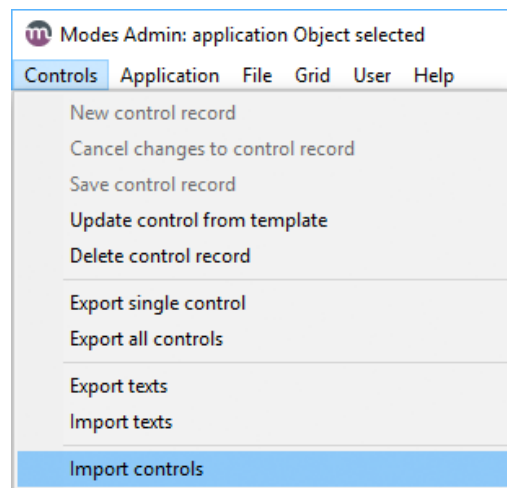 Modes Admin: application Object selected
Controls Application File Grid User Help
New control record
Cancel changes to control record
Save control record
Update control from template
Delete control record
Export single control
Export all controls
Export texts
Import texts
Import controls